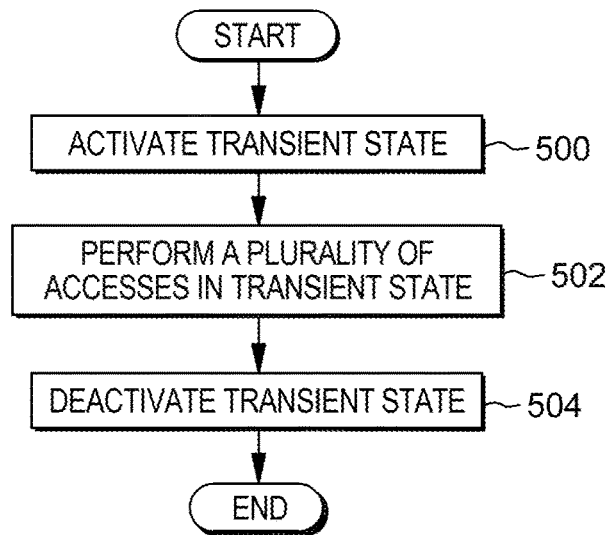 START
ACTIVATE TRANSIENT STATE
500
PERFORM A PLURALITY OF
ACCESSES IN TRANSIENT STATE
502
DEACTIVATE TRANSIENT STATE
504
END